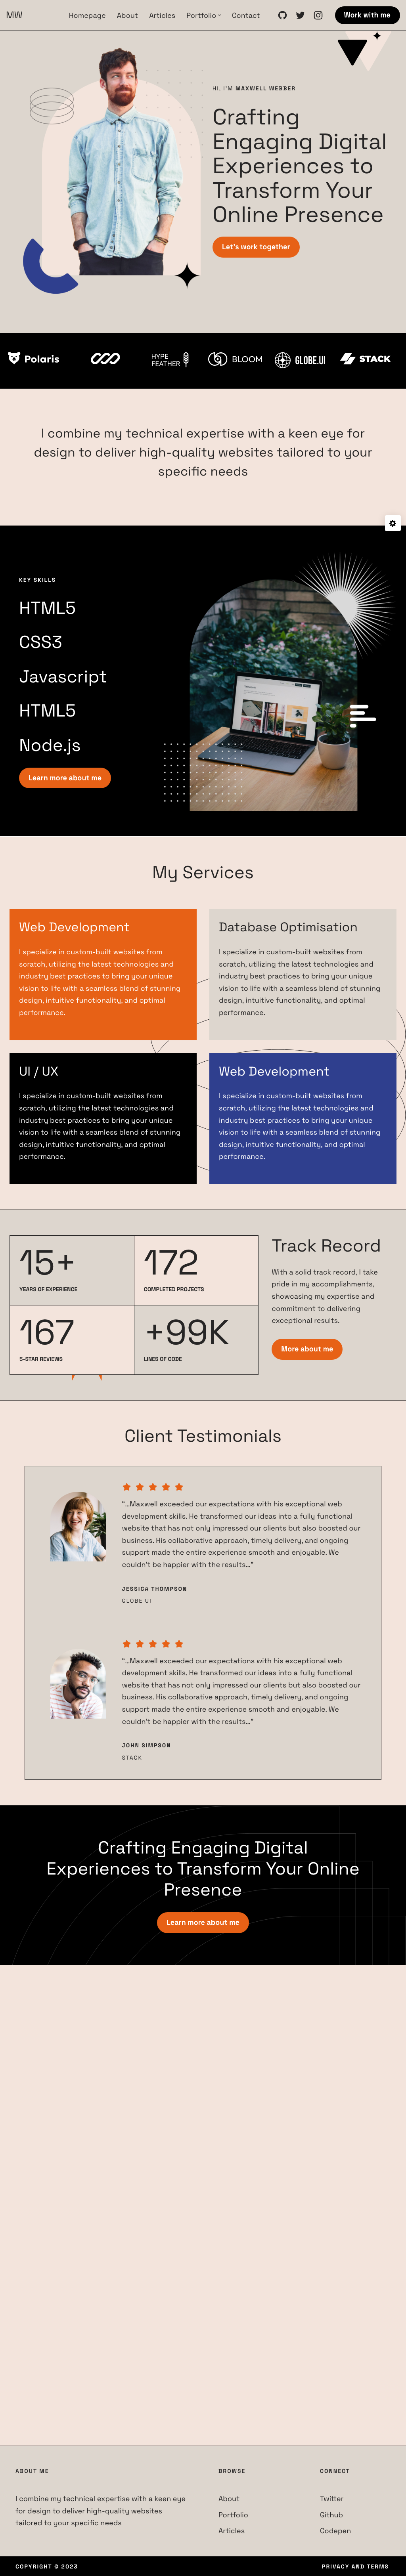 MW
Homepage About Articles Portfolio Contact
Work with me
HI, I'M MAXWELL WEBBER
Crafting
Engaging Digital
Experiences to
Transform Your
Online Presence
Let's work together
Polaris
HYPE
FEATHER
BLOOM
GLOBE.UI
STACK
I combine my technical expertise with a keen eye for
design to deliver high-quality websites tailored to your
specific needs
KEY SKILLS
HTML5
CSS3
Javascript
HTML5
Node.js
Learn more about me
My Services
Web Development
I specialize in custom-built websites from
scratch, utilizing the latest technologies and
industry best practices to bring your unique
vision to life with a seamless blend of stunning
design, intuitive functionality, and optimal
performance.
Database Optimisation
I specialize in custom-built websites from
scratch, utilizing the latest technologies and
industry best practices to bring your unique
vision to life with a seamless blend of stunning
design, intuitive functionality, and optimal
performance.
UI / UX
I specialize in custom-built websites from
scratch, utilizing the latest technologies and
industry best practices to bring your unique
vision to life with a seamless blend of stunning
design, intuitive functionality, and optimal
performance.
Web Development
I specialize in custom-built websites from
scratch, utilizing the latest technologies and
industry best practices to bring your unique
vision to life with a seamless blend of stunning
design, intuitive functionality, and optimal
performance.
15+
YEARS OF EXPERIENCE
172
COMPLETED PROJECTS
167
5-STAR REVIEWS
+99K
LINES OF CODE
Track Record
With a solid track record, I take
pride in my accomplishments,
showcasing my expertise and
commitment to delivering
exceptional results.
More about me
Client Testimonials
"...Maxwell exceeded our expectations with his exceptional web
development skills. He transformed our ideas into a fully functional
website that has not only impressed our clients but also boosted our
business. His collaborative approach, timely delivery, and ongoing
support made the entire experience smooth and enjoyable. We
couldn't be happier with the results..."
JESSICA THOMPSON
GLOBE UI
"...Maxwell exceeded our expectations with his exceptional web
development skills. He transformed our ideas into a fully functional
website that has not only impressed our clients but also boosted our
business. His collaborative approach, timely delivery, and ongoing
support made the entire experience smooth and enjoyable. We
couldn't be happier with the results..."
JOHN SIMPSON
STACK
Crafting Engaging Digital
Experiences to Transform Your Online
Presence
Learn more about me
ABOUT ME
I combine my technical expertise with a keen eye
for design to deliver high-quality websites
tailored to your specific needs
BROWSE
About
Portfolio
Articles
CONNECT
Twitter
Github
Codepen
COPYRIGHT © 2023
PRIVACY AND TERMS